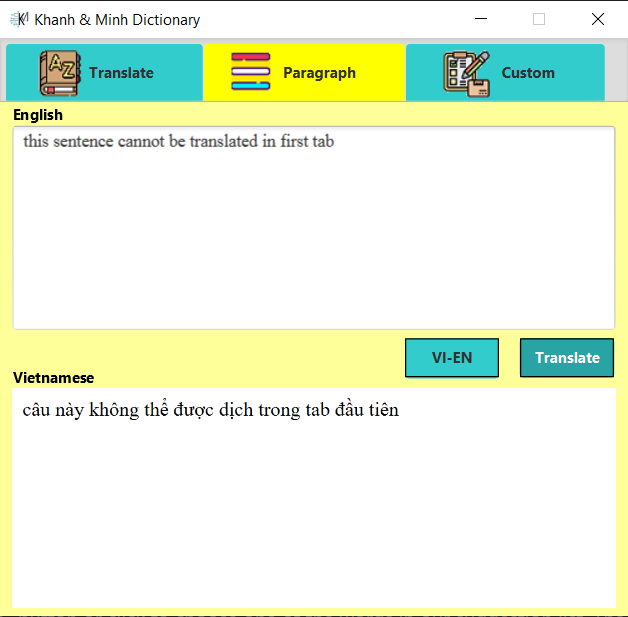 Khanh & Minh Dictionary
Translate
Paragraph
Custom
English
this sentence cannot be translated in first tab
VI-EN
Translate
Vietnamese
câu này không thể được dịch trong tab đầu tiên